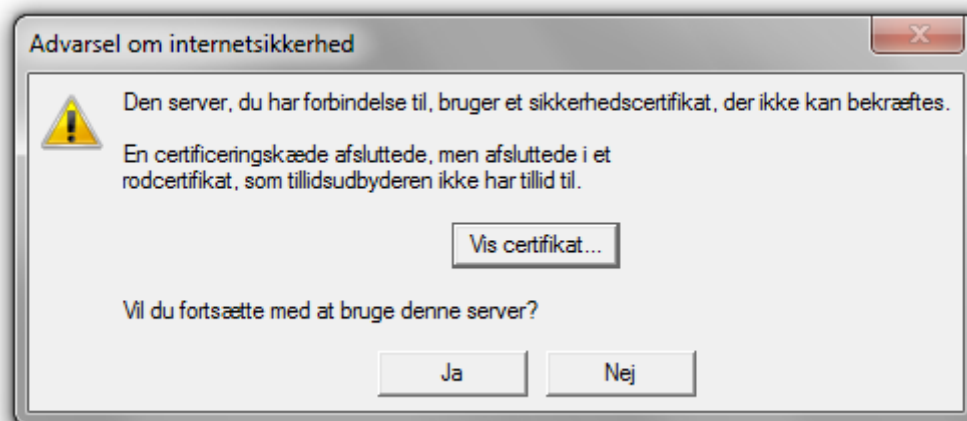 Advarsel om internetsikkerhed
Den server, du har forbindelse til, bruger et sikkerhedscertifikat, der ikke kan bekræftes.
En certificeringskæde afsluttede, men afsluttede i et
rodcertifikat, som tillidsudbyderen ikke har tillid til.
Vis certifikat...
Vil du fortsætte med at bruge denne server?
Ja
Nej